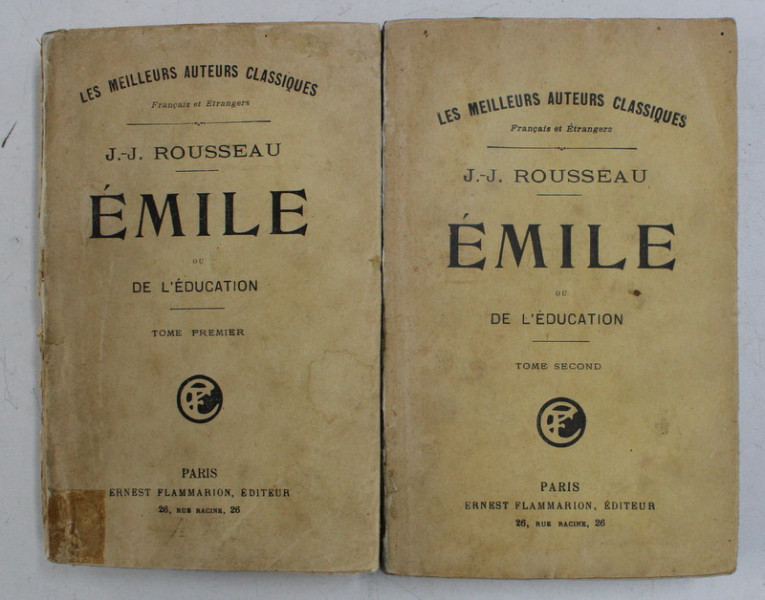 LES MEILLEURS AUTEURS CLASSIQUES
Français et Étrangers
J.-J. ROUSSEAU
ÉMILE
OU
DE L'ÉDUCATION
TOME PREMIER
PARIS
ERNEST FLAMMARION, ÉDITEUR
26, RUE RACINE, 26
LES MEILLEURS AUTEURS CLASSIQUES
Français et Étrangers
J.-J. ROUSSEAU
ÉMILE
OU
DE L'ÉDUCATION
TOME SECOND
PARIS
ERNEST FLAMMARION, ÉDITEUR
26, RUE RACINE, 26